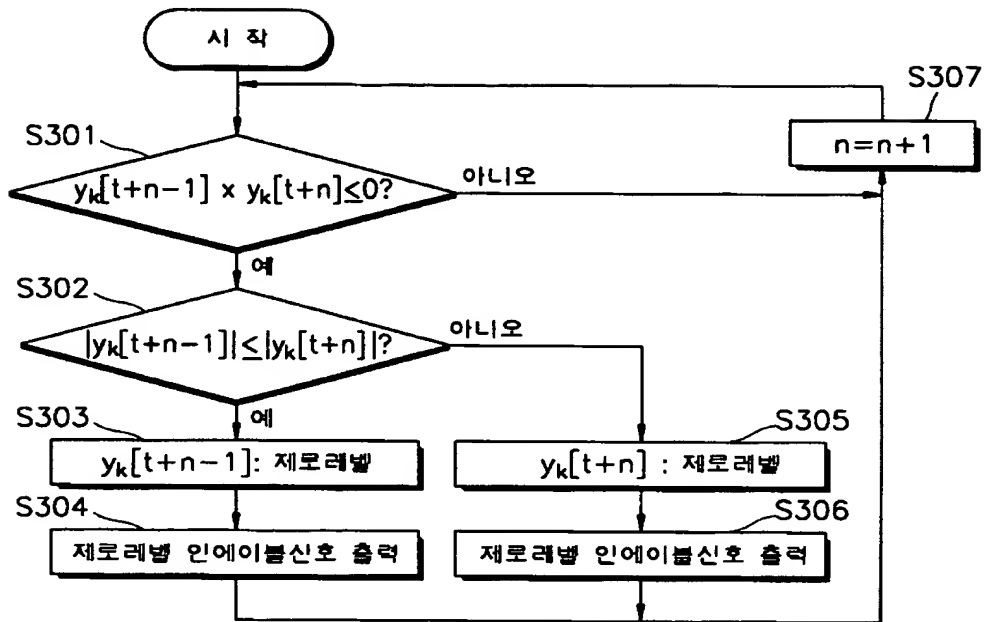 시 작
S307
n=n+1
S301
y_k[t+n-1] x y_k[t+n]≤0?
아니오
예
S302
|y_k[t+n-1]|≤|y_k[t+n]|?
아니오
예
S303
y_k[t+n-1]: 제로레벨
S305
y_k[t+n] : 제로레벨
S304
제로레벨 인에이블신호 출력
S306
제로레벨 인에이블신호 출력